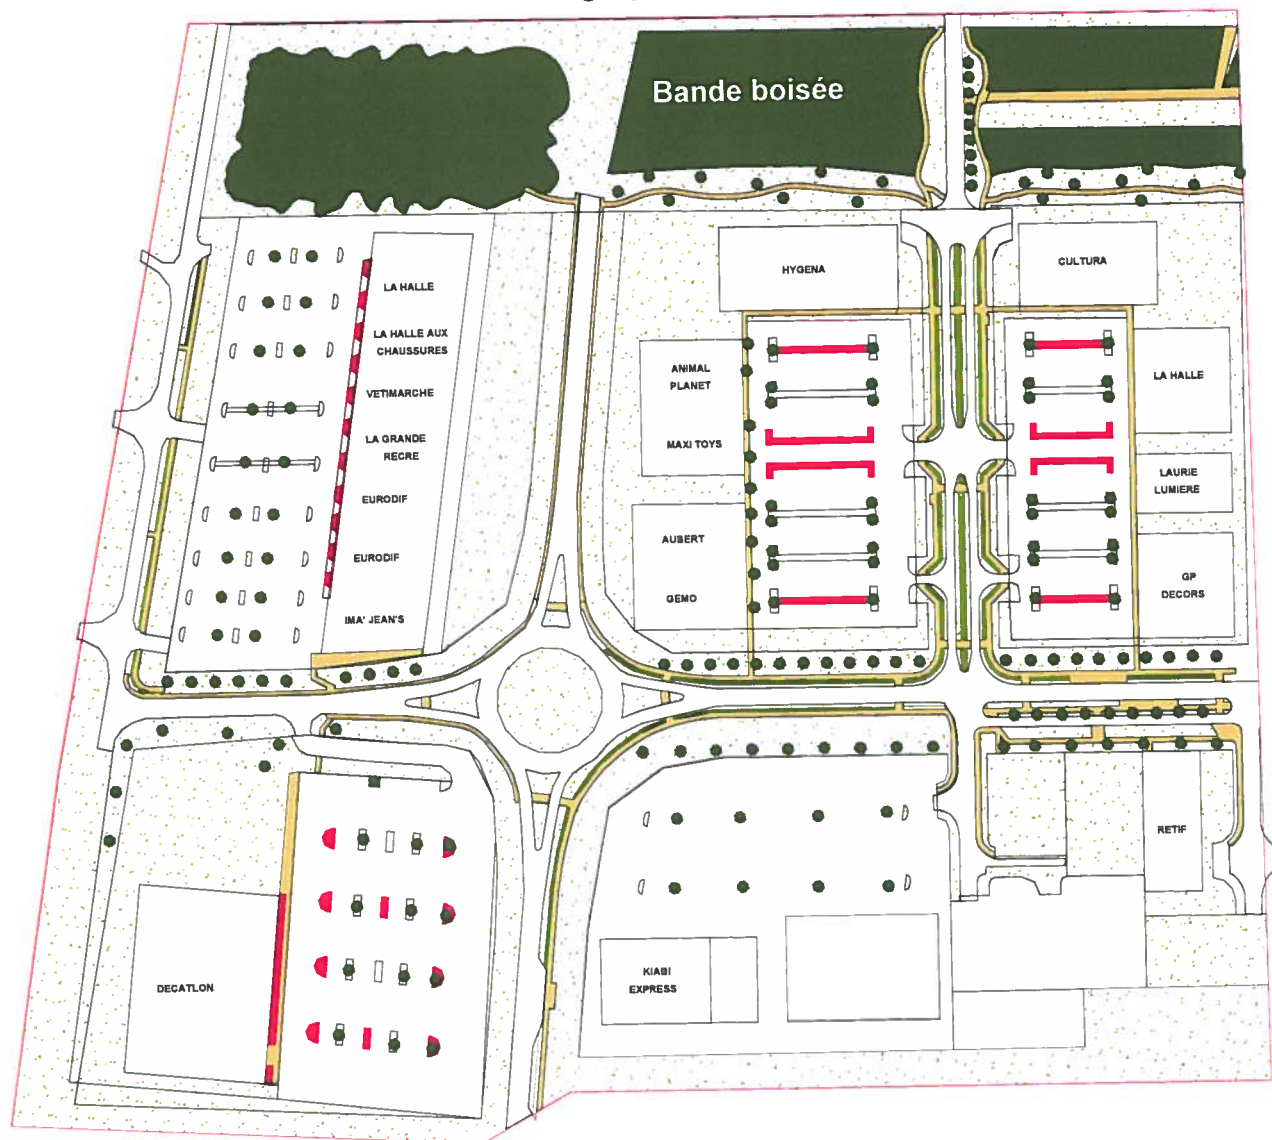 Bande boisée
HYGENA
CULTURA
LA HALLE
LA HALLE AUX
CHAUSSURES
VETIMARCHE
LA GRANDE
RECRE
EURODIF
EURODIF
IMA' JEAN'S
ANIMAL
PLANET
MAXI TOYS
AUBERT
GEMO
LA HALLE
LAURIE
LUMIERE
GP
DECORS
RETIF
DECATLON
KIABI
EXPRESS